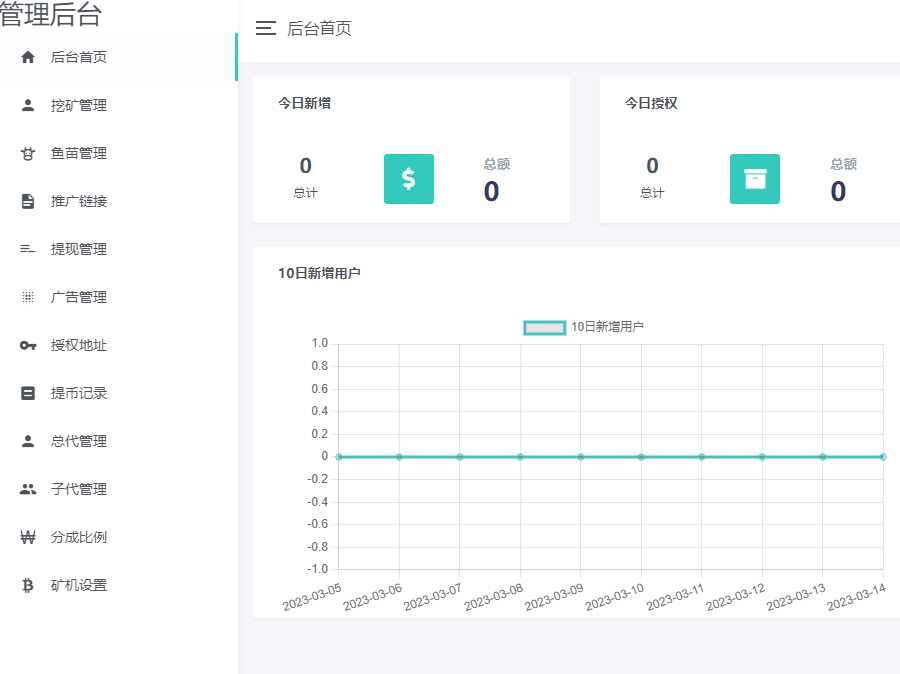 管理后台
后台首页
挖矿管理
鱼苗管理
推广链接
提现管理
广告管理
授权地址
提币记录
总代管理
子代管理
分成比例
矿机设置
后台首页
今日新增
0
总计
总额
0
今日授权
0
总计
总额
0
10日新增用户
10日新增用户
1.0
0.8
0.6
0.4
0.2
0
-0.2
-0.4
-0.6
-0.8
-1.0
2023-03-05
2023-03-06
2023-03-07
2023-03-08
2023-03-09
2023-03-10
2023-03-11
2023-03-12
2023-03-13
2023-03-14